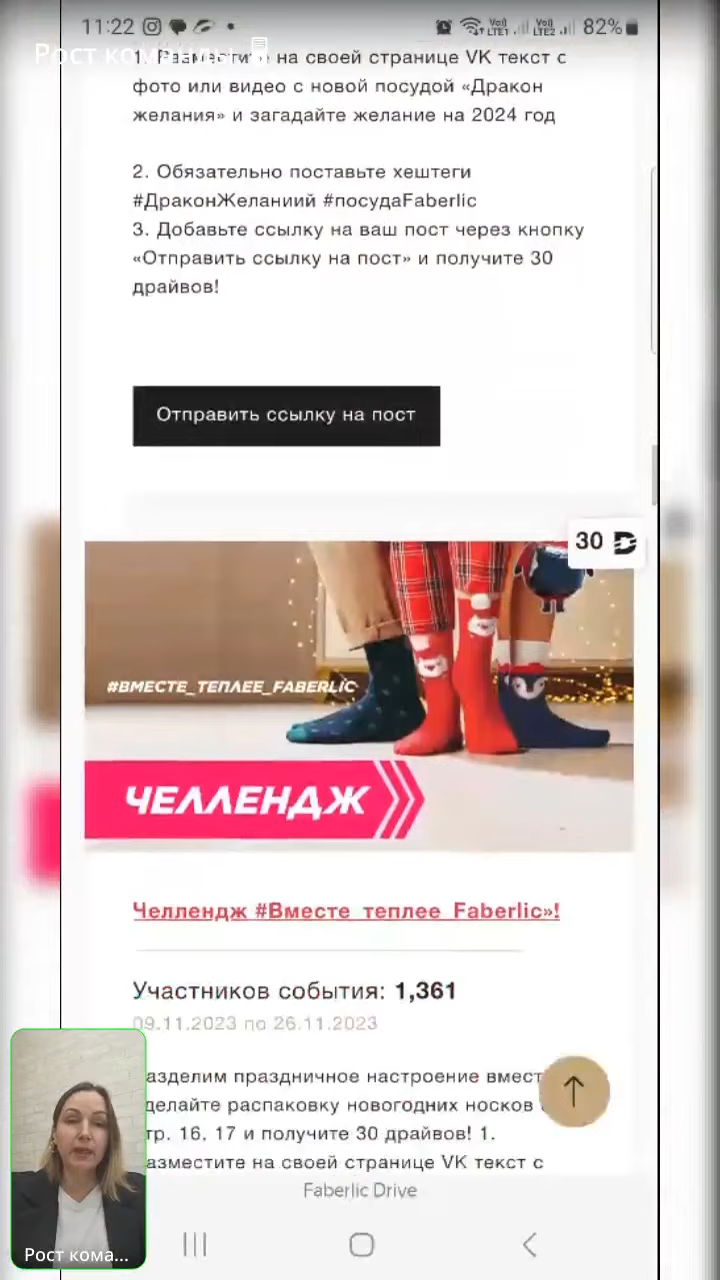 11:22
82%
Рост команды
1. Разместите на своей странице VK текст с
фото или видео с новой посудой «Дракон
желания» и загадайте желание на 2024 год
2. Обязательно поставьте хештеги
#ДраконЖеланиий #посудаFaberlic
3. Добавьте ссылку на ваш пост через кнопку
«Отправить ссылку на пост» и получите 30
драйвов!
Отправить ссылку на пост
30
#ВМЕСТЕ_ТЕПЛЕЕ_FABERLIC
ЧЕЛЛЕНДЖ
Челлендж #Вместе_теплее_Faberlic»!
Участников события: 1,361
09.11.2023 по 26.11.2023
азделим праздничное настроение вмест
делайте распаковку новогодних носков
тр. 16, 17 и получите 30 драйвов! 1.
азместите на своей странице VK текст с
Faberlic Drive
Рост кома...